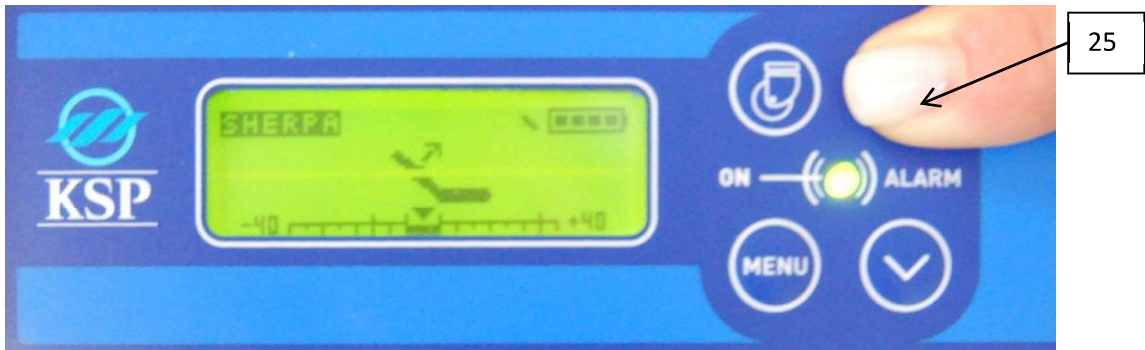 25
SHERPA
KSP
ON ALARM
-40 +40
MENU